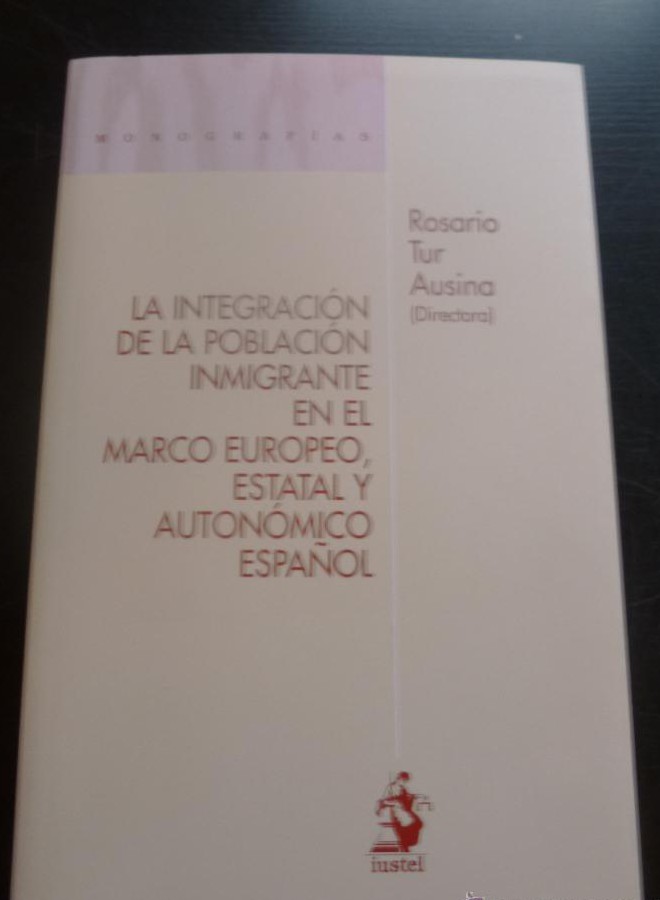 MONOGRAFÍAS
Rosario
Tur
Ausina
(Directora)
LA INTEGRACIÓN
DE LA POBLACIÓN
INMIGRANTE
EN EL
MARCO EUROPEO,
ESTATAL Y
AUTONÓMICO
ESPAÑOL
iustel